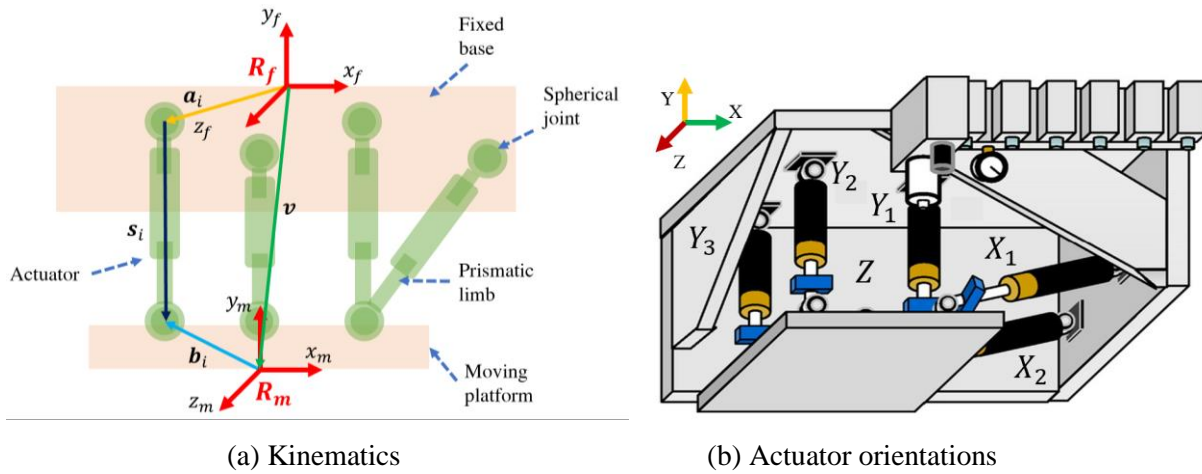 y_f
Fixed
base
R_f
x_f
a_i
Spherical
joint
z_f
v
s_i
Actuator
Prismatic
limb
y_m
b_i
x_m
Moving
platform
z_m
R_m
(a) Kinematics
Y
X
Z
Y_2
Y_1
Y_3
X_1
Z
X_2
(b) Actuator orientations